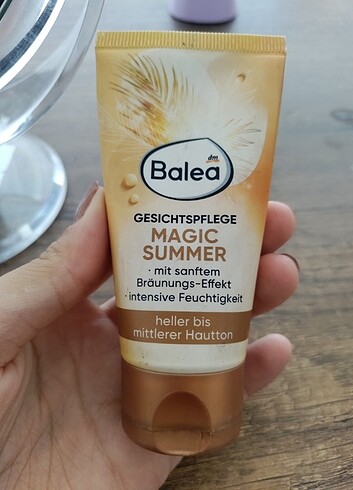 dm
Balea
GESICHTSPFLEGE
MAGIC
SUMMER
· mit sanftem
Bräunungs-Effekt
· intensive Feuchtigkeit
heller bis
mittlerer Hautton